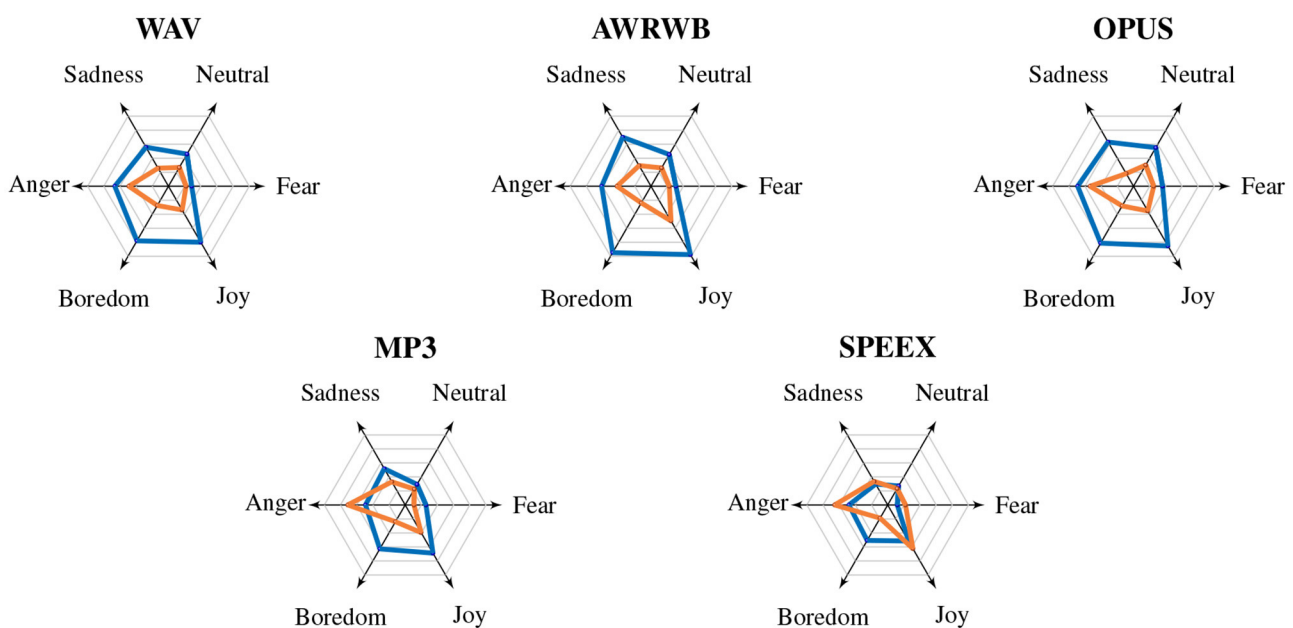 WAV
Sadness Neutral
Anger Fear
Boredom Joy
AWRWB
Sadness Neutral
Anger Fear
Boredom Joy
OPUS
Sadness Neutral
Anger Fear
Boredom Joy
MP3
Sadness Neutral
Anger Fear
Boredom Joy
SPEEX
Sadness Neutral
Anger Fear
Boredom Joy